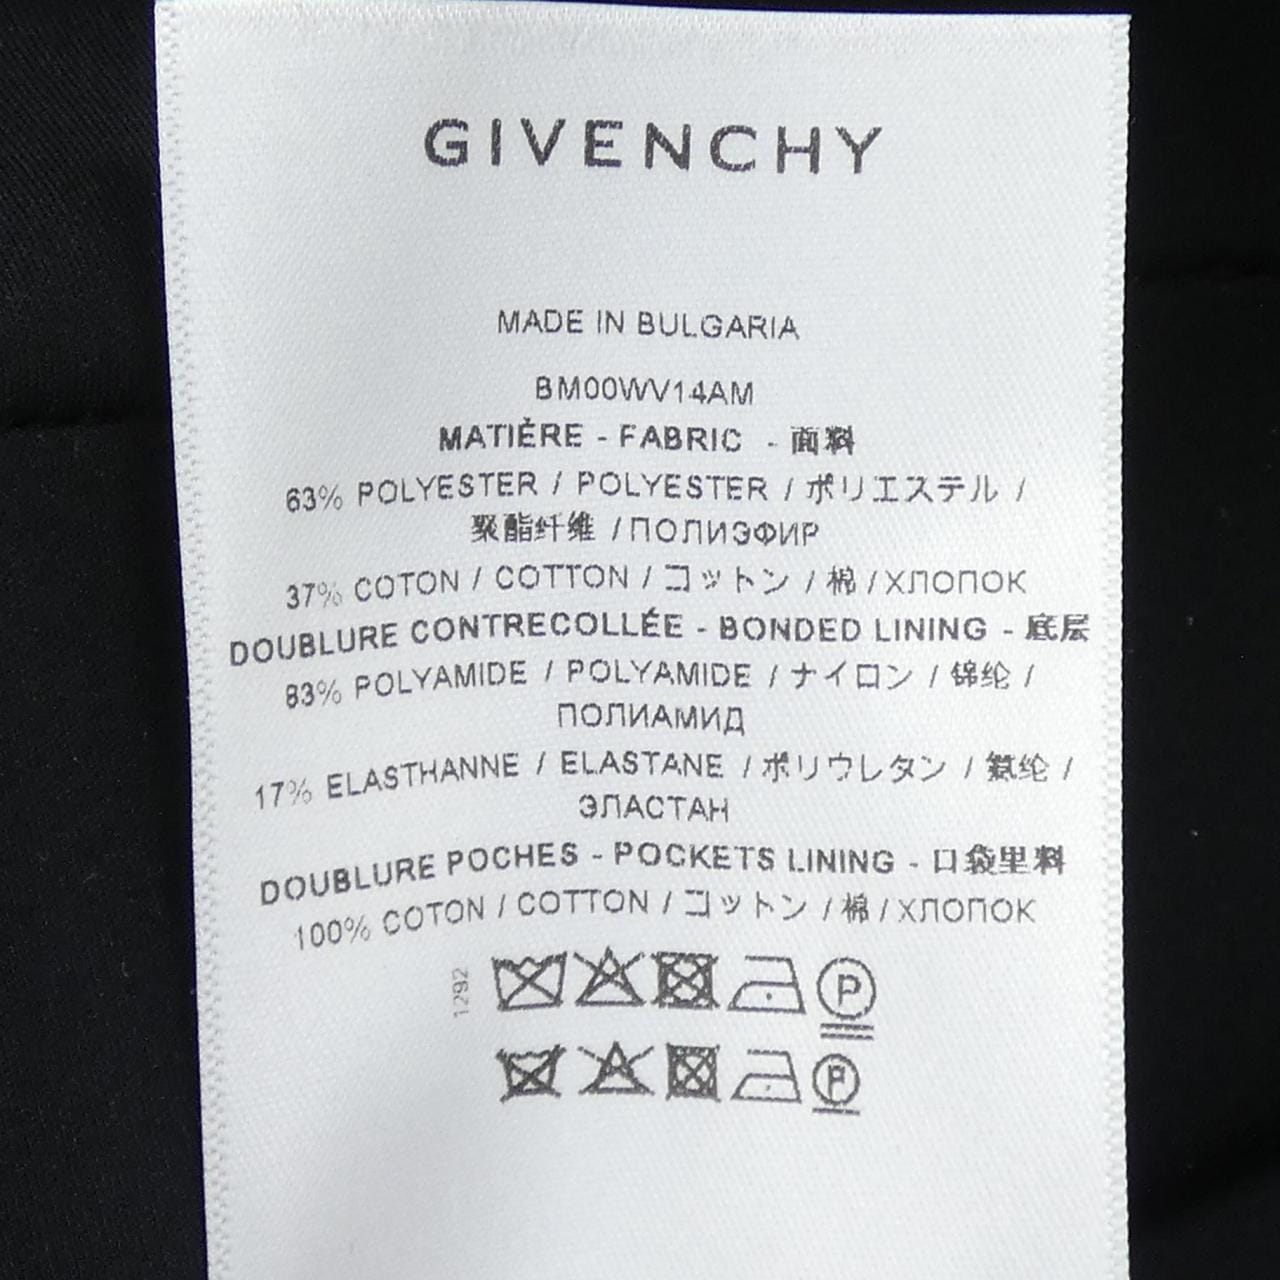 GIVENCHY
MADE IN BULGARIA
BM00WV14AM
MATIÈRE - FABRIC - 面料
63% POLYESTER / POLYESTER / ポリエステル /
聚酯纤维 / ПОЛИЭФИР
37% COTON / COTTON / コットン / 棉 / ХЛОПОК
DOUBLURE CONTRECOLLÉE - BONDED LINING - 底层
83% POLYAMIDE / POLYAMIDE / ナイロン / 锦纶 /
ПОЛИАМИД
17% ELASTHANNE / ELASTANE / ポリウレタン / 氨纶 /
ЭЛАСТАН
DOUBLURE POCHES - POCKETS LINING - 口袋里料
100% COTON / COTTON / コットン / 棉 / ХЛОПОК
1292
P
P